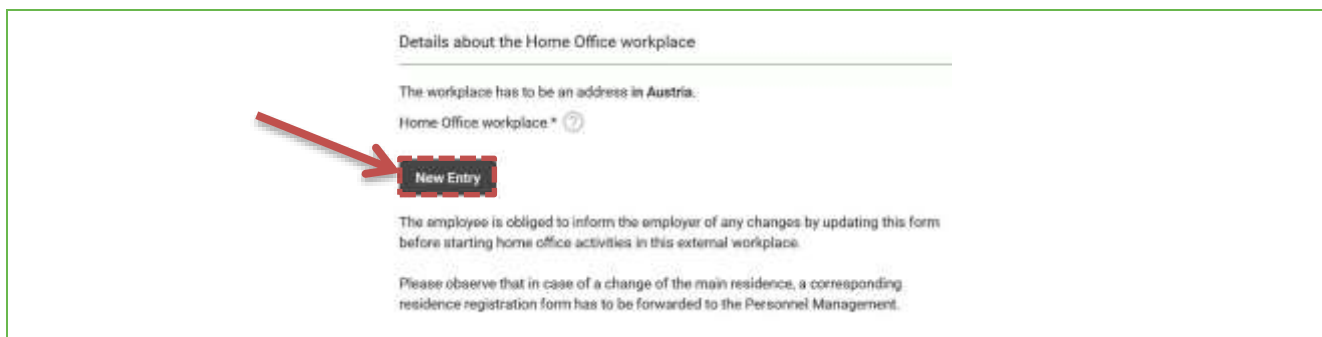 Details about the Home Office workplace
The workplace has to be an address in Austria.
Home Office workplace * ?
New Entry
The employee is obliged to inform the employer of any changes by updating this form
before starting home office activities in this external workplace.
Please observe that in case of a change of the main residence, a corresponding
residence registration form has to be forwarded to the Personnel Management.